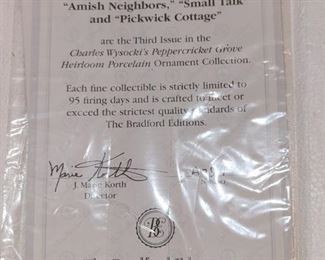 "Amish Neighbors," "Small Talk"
and "Pickwick Cottage"
are the Third Issue in the
Charles Wysocki's Peppercricket Grove
Heirloom Porcelain Ornament Collection.
Each fine collectible is strictly limited to
95 firing days and is crafted to meet or
exceed the strictest quality standards of
The Bradford Editions.
J. Marie Korth
Director